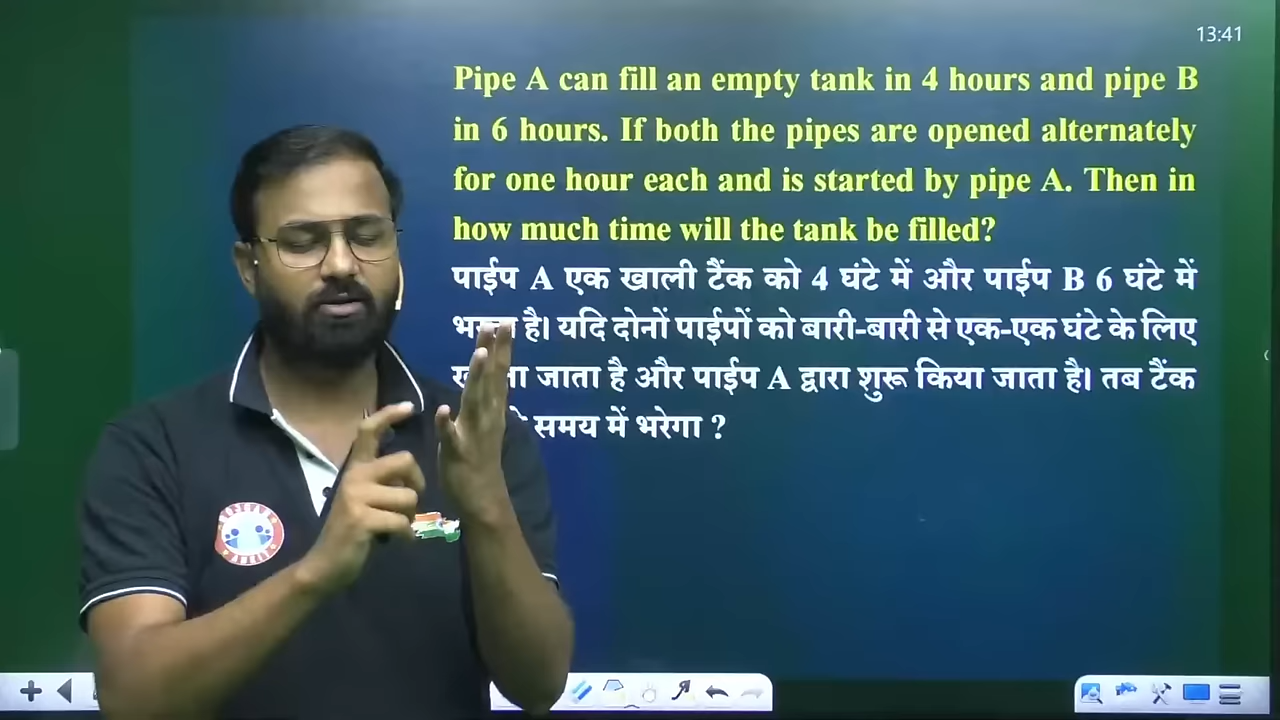 13:41
Pipe A can fill an empty tank in 4 hours and pipe B
in 6 hours. If both the pipes are opened alternately
for one hour each and is started by pipe A. Then in
how much time will the tank be filled?
पाईप A एक खाली टैंक को 4 घंटे में और पाईप B 6 घंटे में
है। यदि दोनों पाईपों को बारी-बारी से एक-एक घंटे के लिए
जाता है और पाईप A द्वारा शुरू किया जाता है। तब टैंक
समय में भरेगा ?